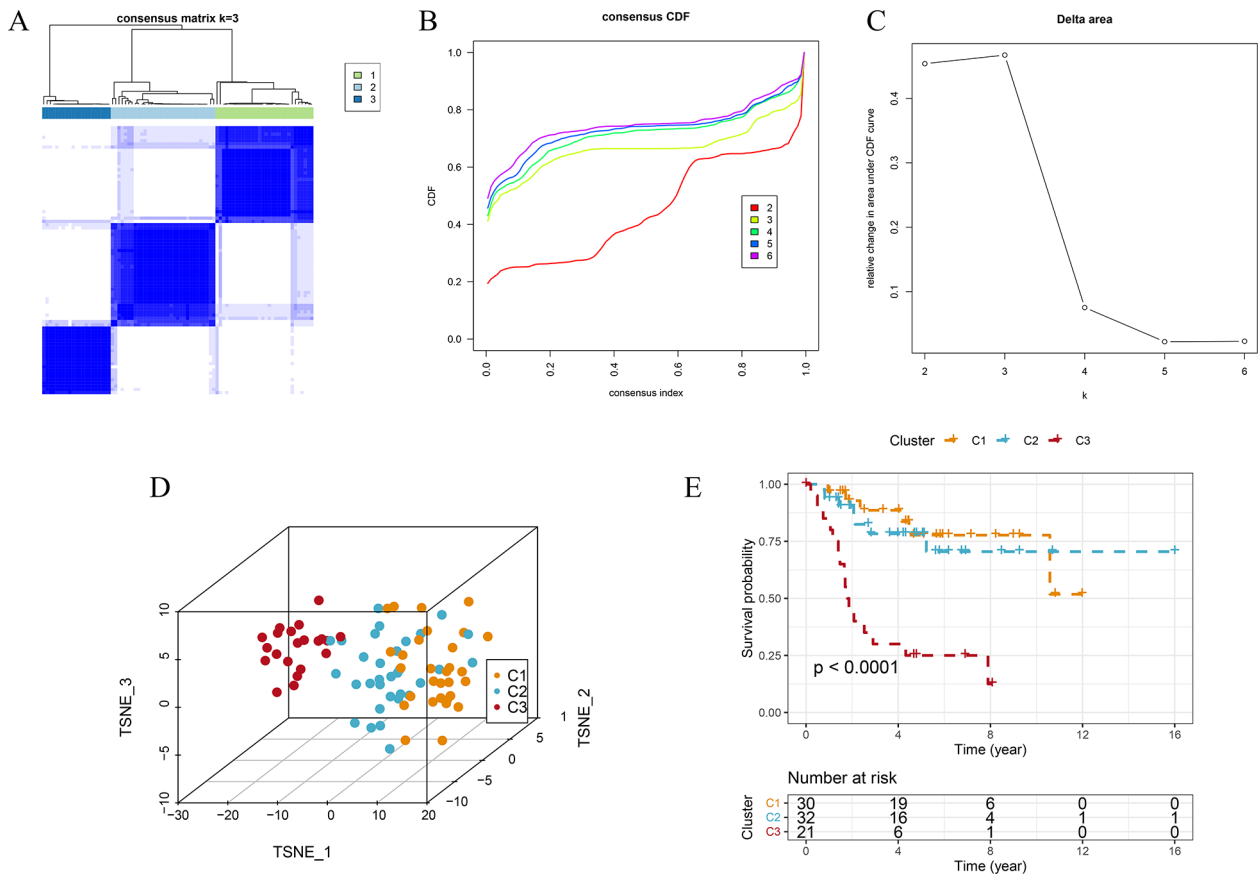 A
consensus matrix k=3
1
2
3
B
consensus CDF
CDF
1.0
0.8
0.6
0.4
0.2
0.0
2
3
4
5
6
0.0 0.2 0.4 0.6 0.8 1.0
consensus index
C
Delta area
relative change in area under CDF curve
0.4
0.3
0.2
0.1
2 3 4 5 6
k
D
TSNE_3
10
5
0
−5
−10
−30 −20 −10 0 10 20
TSNE_1
−10
−5
0
5
1
TSNE_2
C1
C2
C3
E
Cluster C1 C2 C3
Survival probability
1.00
0.75
0.50
0.25
0.00
p < 0.0001
0 4 8 12 16
Time (year)
Number at risk
Cluster
C1 30 19 6 0 0
C2 32 16 4 1 1
C3 21 6 1 0 0
0 4 8 12 16
Time (year)